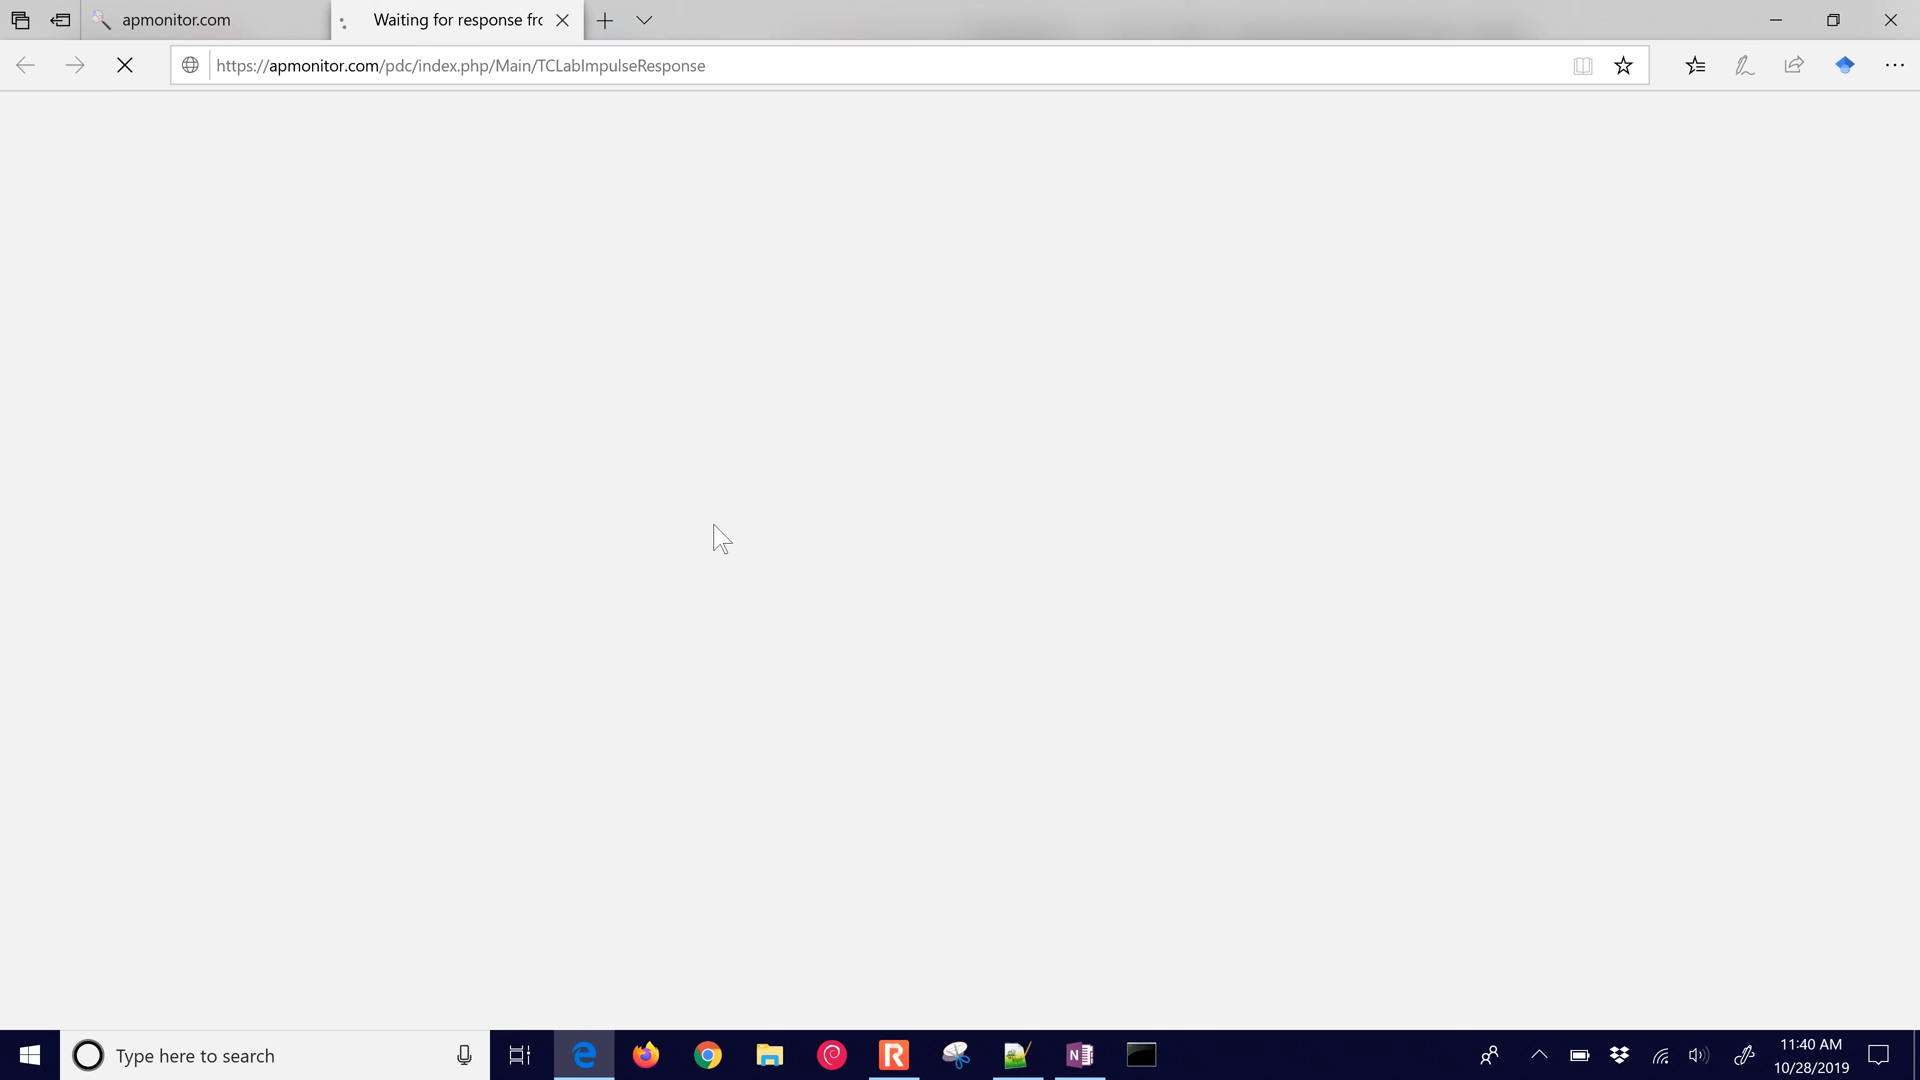 apmonitor.com
Waiting for response fro
https://apmonitor.com/pdc/index.php/Main/TCLabImpulseResponse
Type here to search
11:40 AM
10/28/2019